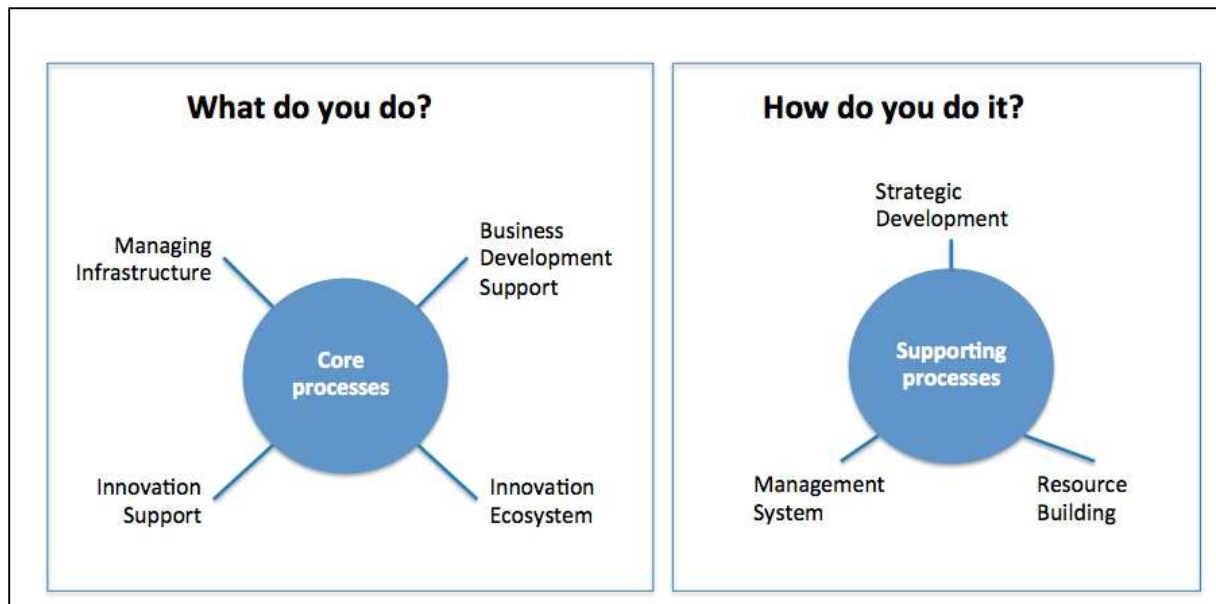 What do you do?
Managing
Infrastructure
Business
Development
Support
Core
processes
Innovation
Support
Innovation
Ecosystem
How do you do it?
Strategic
Development
Supporting
processes
Management
System
Resource
Building